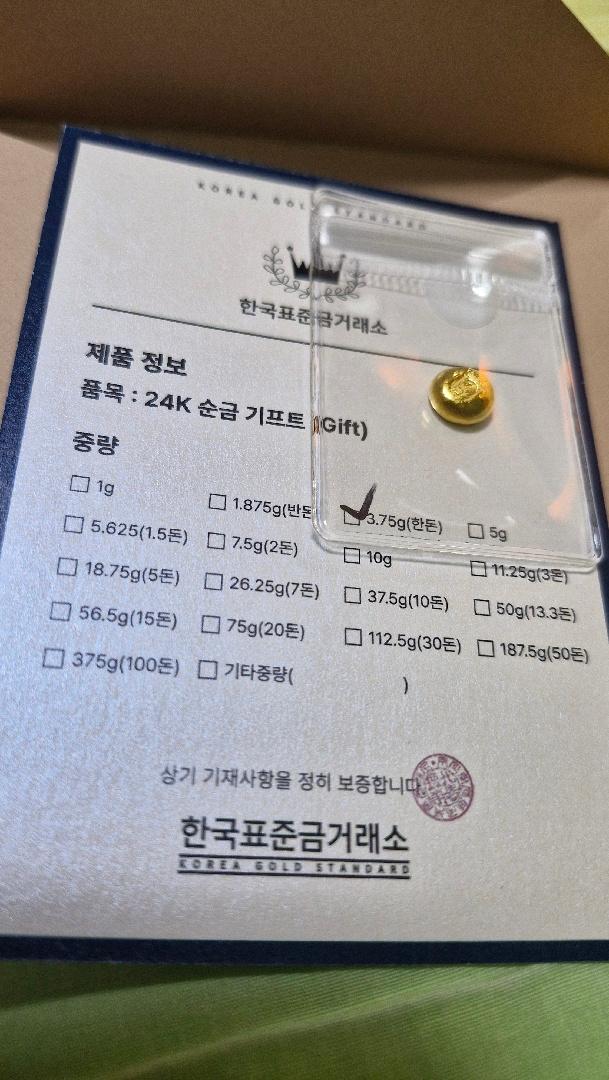 KOREA GOLD STANDARD
한국표준금거래소
제품 정보
품목 : 24K 순금 기프트 (Gift)
중량
1g 1.875g(반돈 3.75g(한돈) 5g
5.625(1.5돈) 7.5g(2돈) 10g 11.25g(3돈)
18.75g(5돈) 26.25g(7돈) 37.5g(10돈) 50g(13.3돈)
56.5g(15돈) 75g(20돈) 112.5g(30돈) 187.5g(50돈)
375g(100돈) 기타중량( )
상기 기재사항을 정히 보증합니다
한국표준금거래소
KOREA GOLD STANDARD